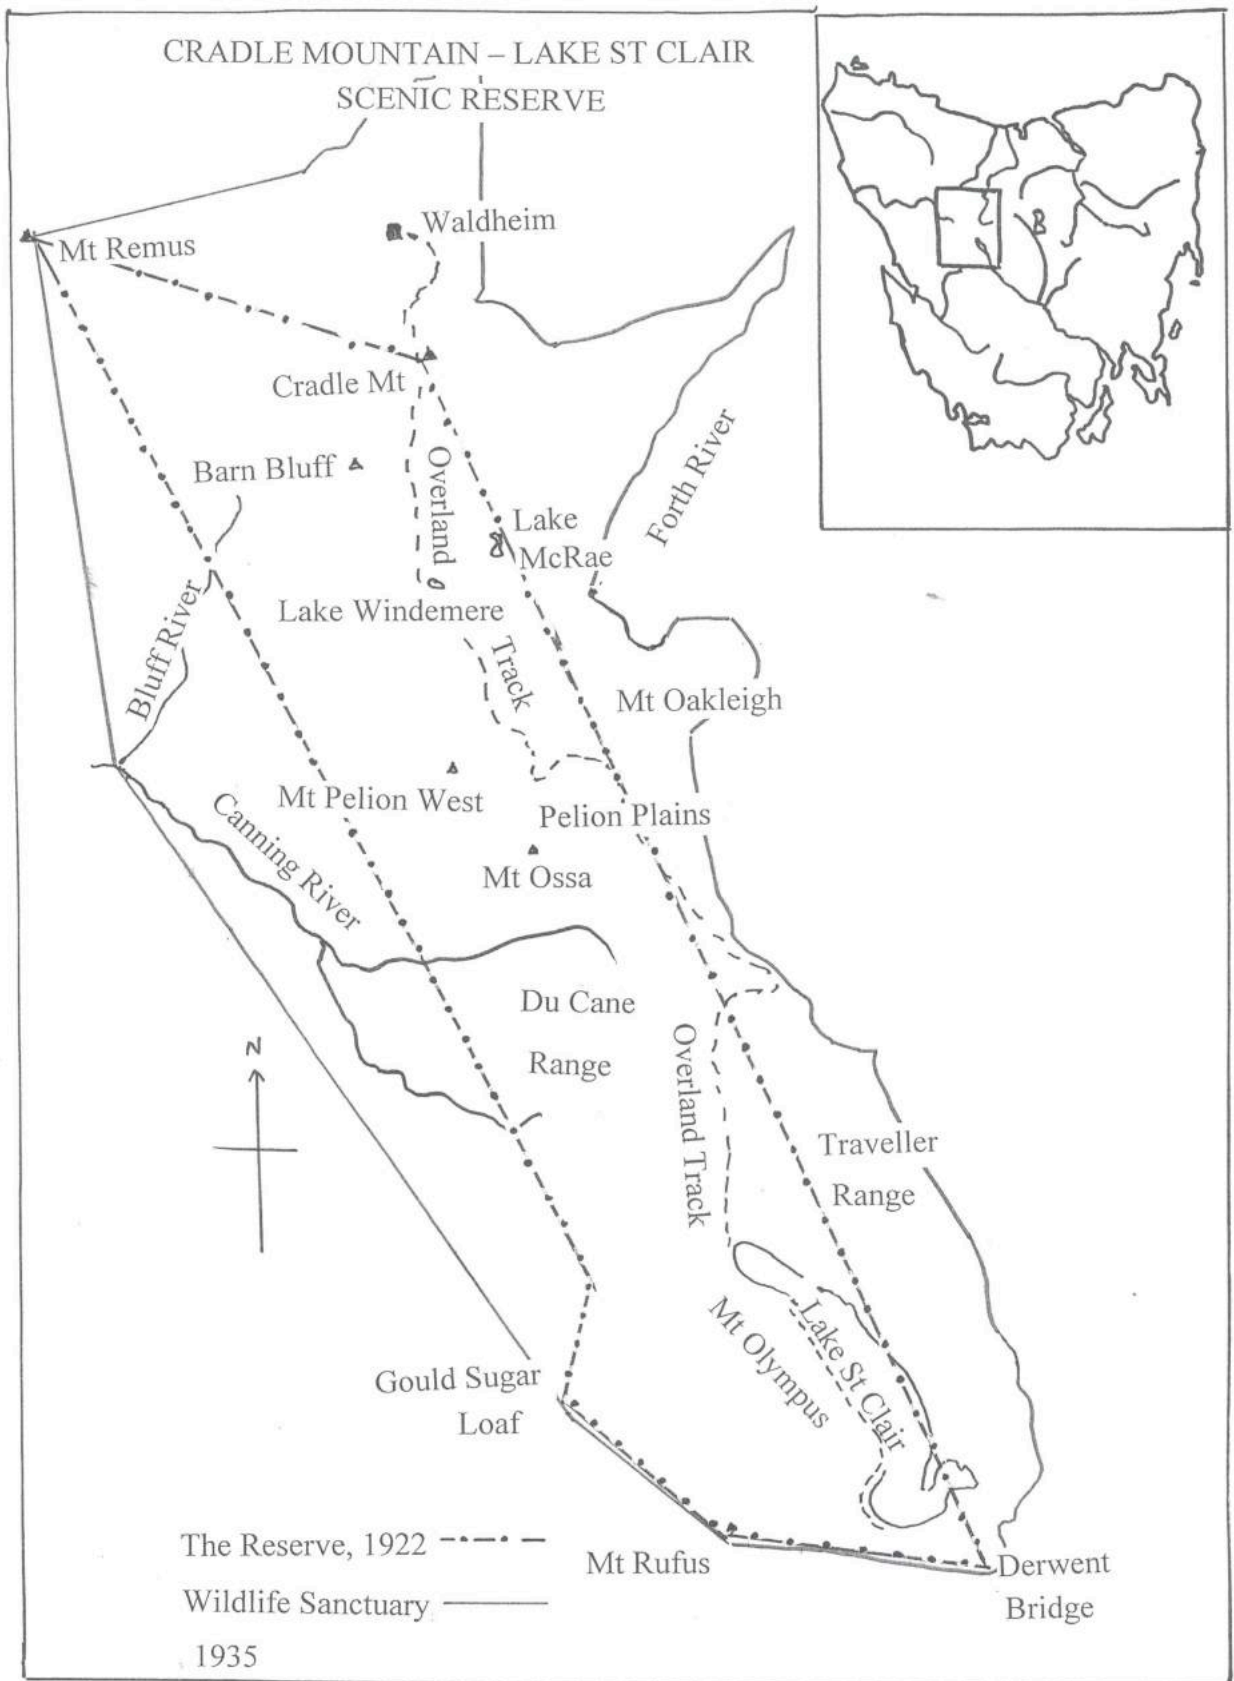 CRADLE MOUNTAIN – LAKE ST CLAIR
SCENIC RESERVE
Waldheim
Mt Remus
Cradle Mt
Barn Bluff
Overland
Track
Lake
McRae
Forth River
Lake Windemere
Bluff River
Mt Oakleigh
Mt Pelion West
Pelion Plains
Canning River
Mt Ossa
Du Cane
Range
N
Overland Track
Traveller
Range
Lake St Clair
Mt Olympus
Gould Sugar
Loaf
The Reserve, 1922
Mt Rufus
Derwent
Bridge
Wildlife Sanctuary
1935